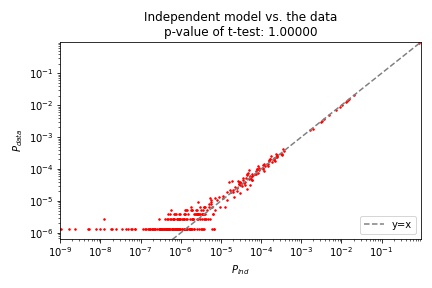 Independent model vs. the data
p-value of t-test: 1.00000
P_data
10^-1
10^-2
10^-3
10^-4
10^-5
10^-6
y=x
10^-9 10^-8 10^-7 10^-6 10^-5 10^-4 10^-3 10^-2 10^-1
P_ind